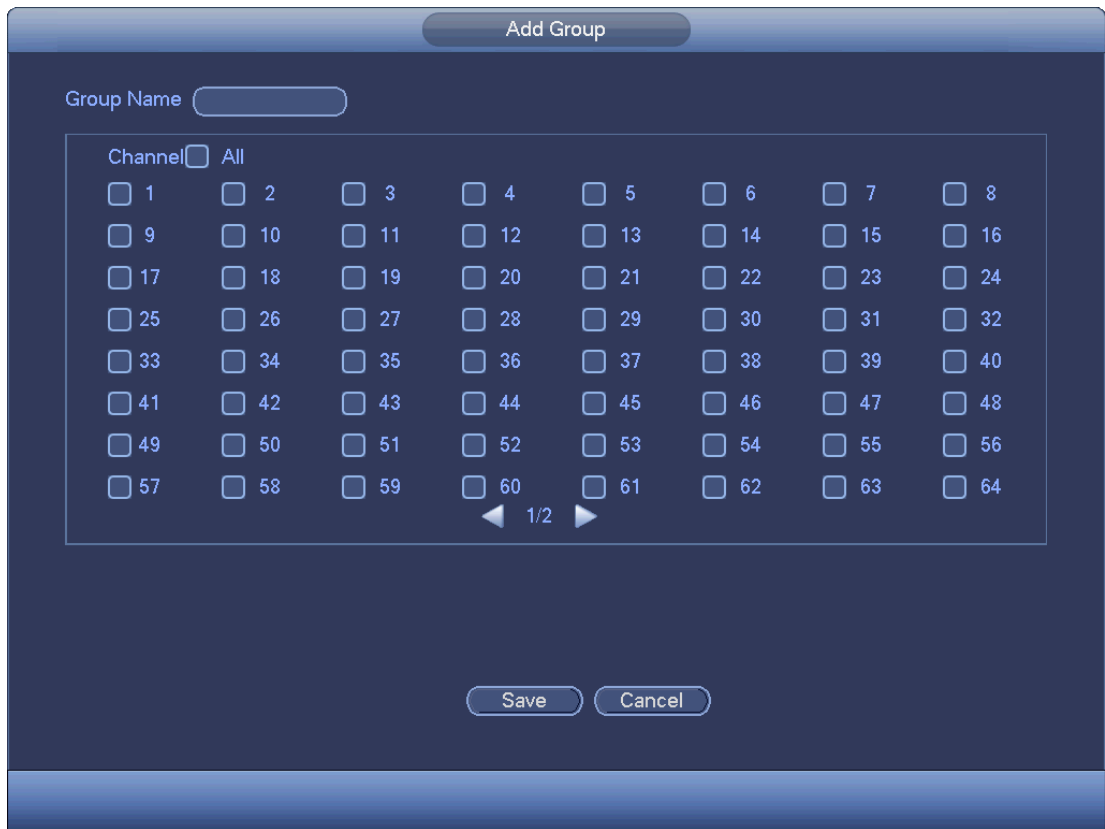 Add Group
Group Name
Channel All
1 2 3 4 5 6 7 8
9 10 11 12 13 14 15 16
17 18 19 20 21 22 23 24
25 26 27 28 29 30 31 32
33 34 35 36 37 38 39 40
41 42 43 44 45 46 47 48
49 50 51 52 53 54 55 56
57 58 59 60 61 62 63 64
1/2
Save Cancel